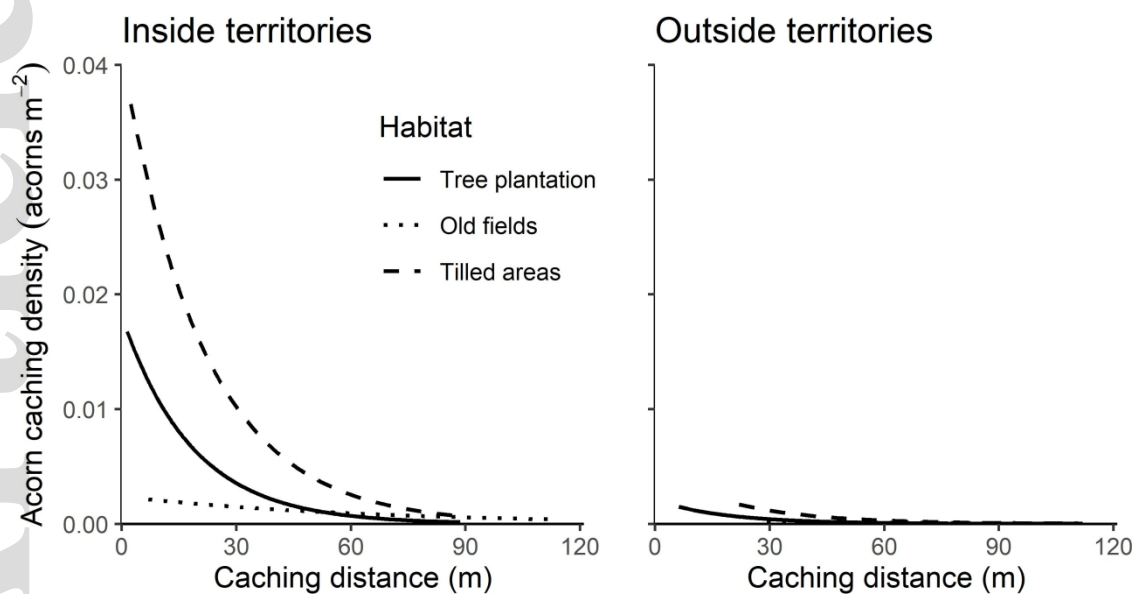 Inside territories
Outside territories
Acorn caching density (acorns m⁻²)
0.04
0.03
0.02
0.01
0.00
Habitat
Tree plantation
Old fields
Tilled areas
0 30 60 90 120
0 30 60 90 120
Caching distance (m)
Caching distance (m)